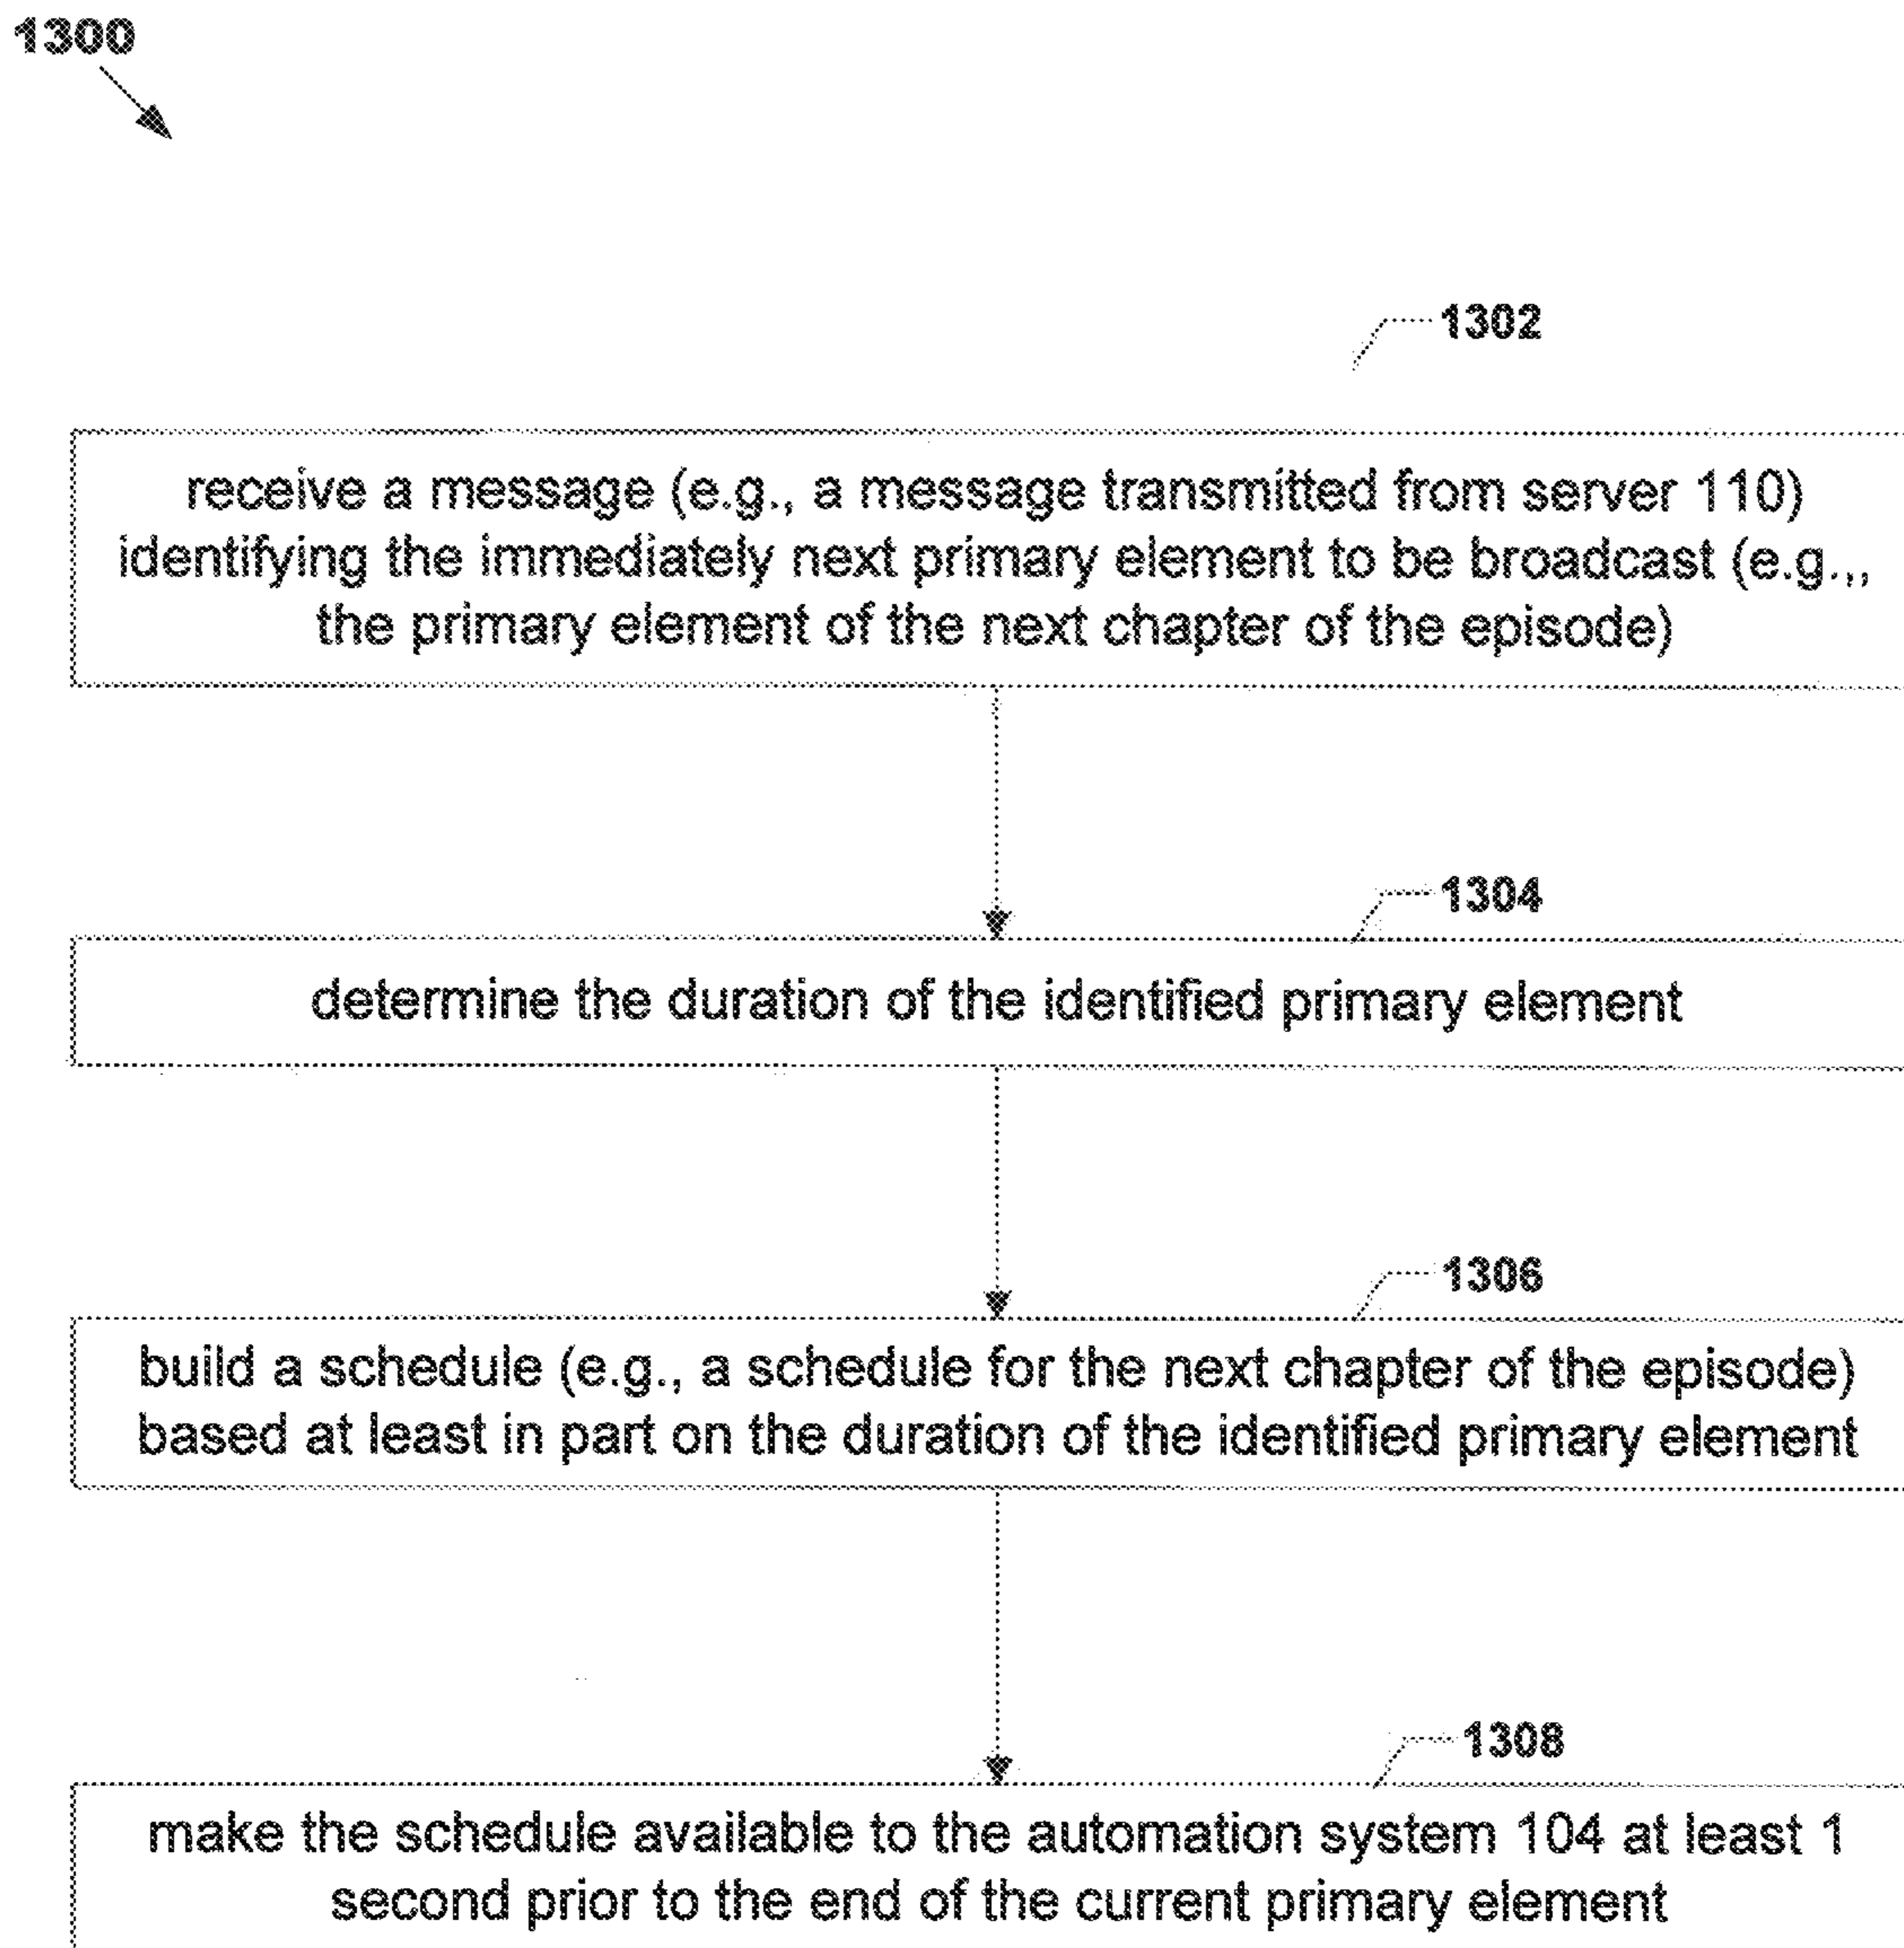 1300
1302
receive a message (e.g., a message transmitted from server 110)
identifying the immediately next primary element to be broadcast (e.g.,,
the primary element of the next chapter of the episode)
1304
determine the duration of the identified primary element
1306
build a schedule (e.g., a schedule for the next chapter of the episode)
based at least in part on the duration of the identified primary element
1308
make the schedule available to the automation system 104 at least 1
second prior to the end of the current primary element